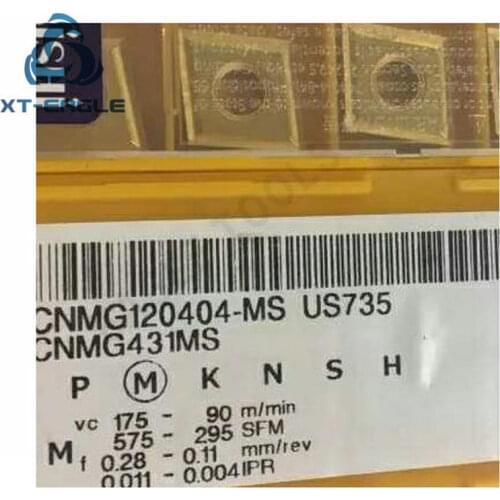 XT-EAGLE
CNMG120404-MS US735
CNMG431MS
P M K N S H
vc 175 - 90 m/min
575 - 295 SFM
M f 0.28 - 0.11 mm/rev
0.011 - 0.004 IPR